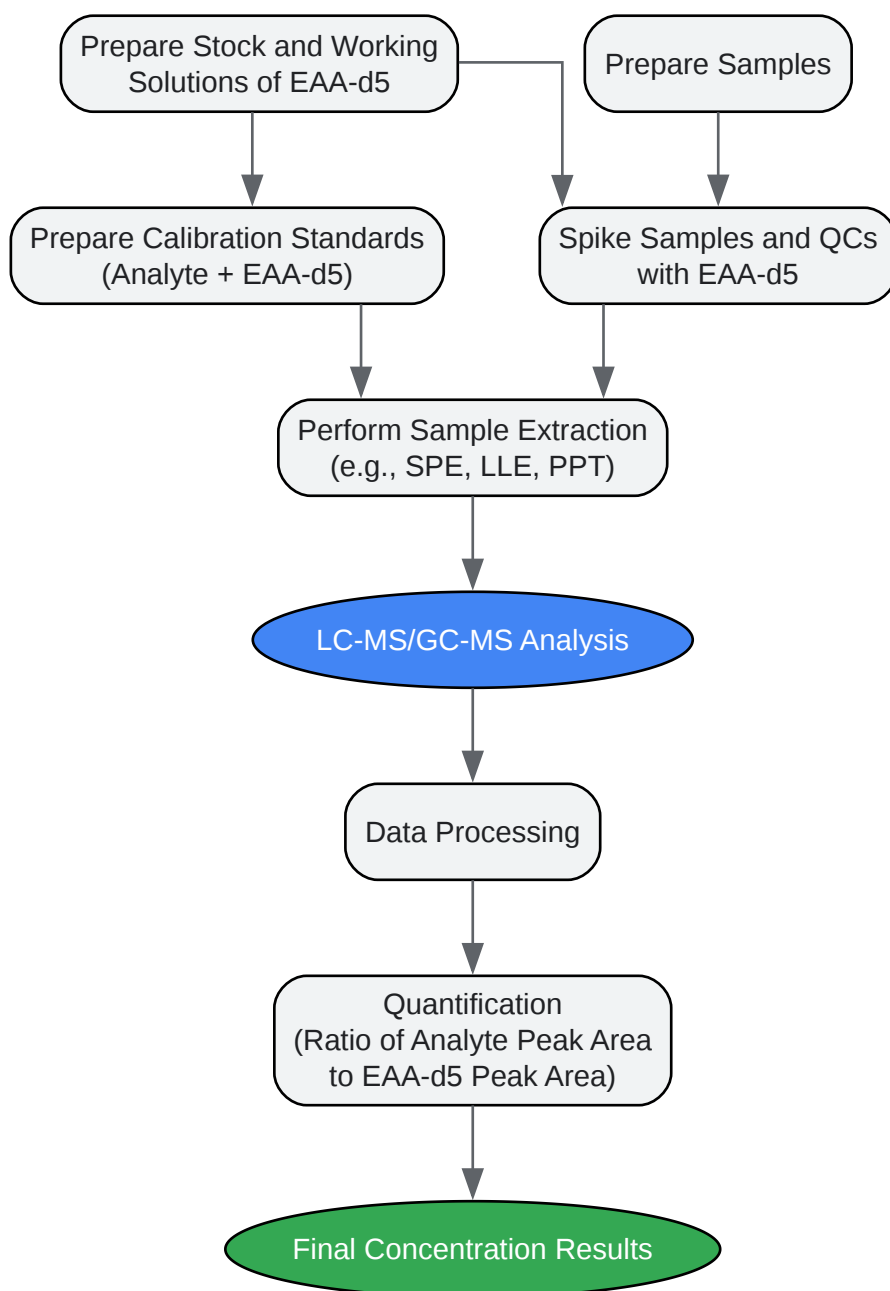 Prepare Stock and Working
Solutions of EAA-d5
Prepare Samples
Prepare Calibration Standards
(Analyte + EAA-d5)
Spike Samples and QCs
with EAA-d5
Perform Sample Extraction
(e.g., SPE, LLE, PPT)
LC-MS/GC-MS Analysis
Data Processing
Quantification
(Ratio of Analyte Peak Area
to EAA-d5 Peak Area)
Final Concentration Results